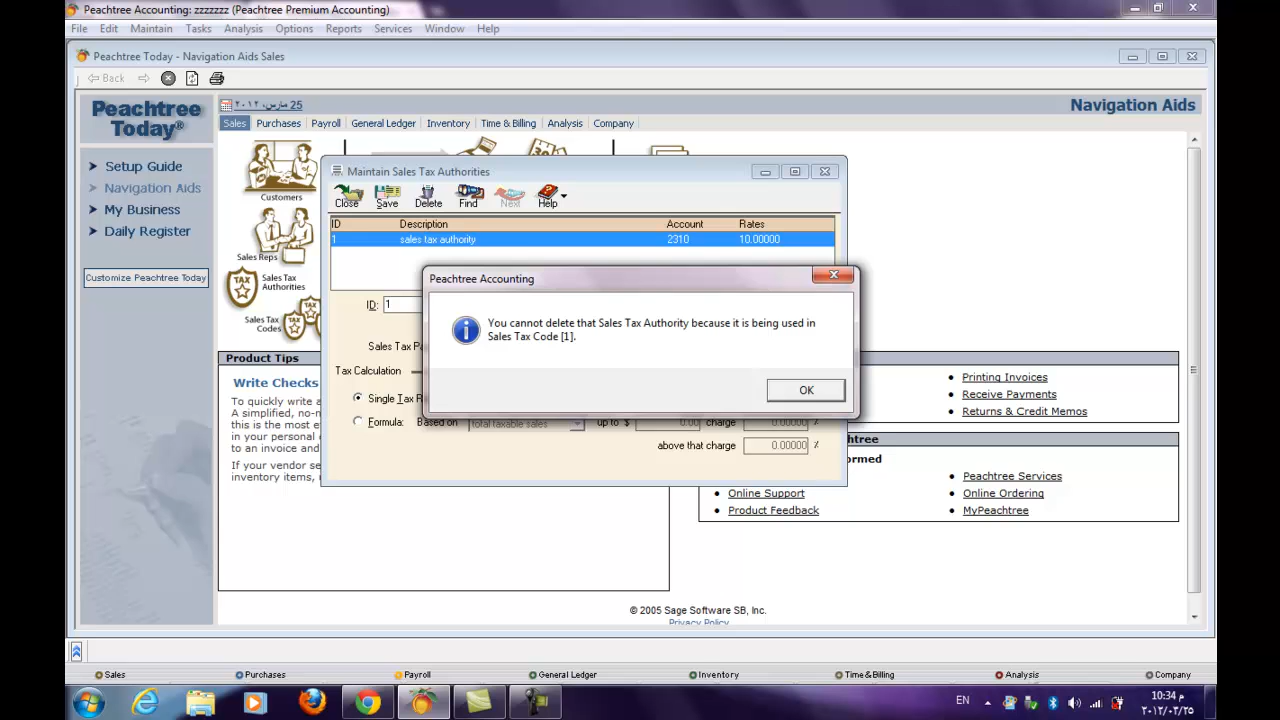 Peachtree Accounting: zzzzzzz (Peachtree Premium Accounting)
File Edit Maintain Tasks Analysis Options Reports Services Window Help
Peachtree Today - Navigation Aids Sales
Back
Peachtree
Today®
25 مارس، ٢٠١٢
Navigation Aids
Sales Purchases Payroll General Ledger Inventory Time & Billing Analysis Company
Setup Guide
Navigation Aids
My Business
Daily Register
Customize Peachtree Today
Customers
Sales Reps
TAX
Sales Tax
Authorities
Sales Tax
Codes
TAX
TAX
Maintain Sales Tax Authorities
Close Save Delete Find Next Help
ID Description Account Rates
1 sales tax authority 2310 10.00000
ID: 1
Sales Tax
Tax Calculation
Single Tax
Formula: Based on total taxable sales up to $ 0.00 charge 0.00000 %
above that charge 0.00000 %
Peachtree Accounting
You cannot delete that Sales Tax Authority because it is being used in
Sales Tax Code [1].
OK
Product Tips
Write Checks
To quickly write a
A simplified, no-n
this is the most e
in your personal
to an invoice and
If your vendor se
inventory items,
Printing Invoices
Receive Payments
Returns & Credit Memos
htree
ormed
Peachtree Services
Online Support
Online Ordering
Product Feedback
MyPeachtree
© 2005 Sage Software SB, Inc.
Privacy Policy
Sales Purchases Payroll General Ledger Inventory Time & Billing Analysis Company
EN
10:34 م
٢٠١٢/٠٣/٢٥